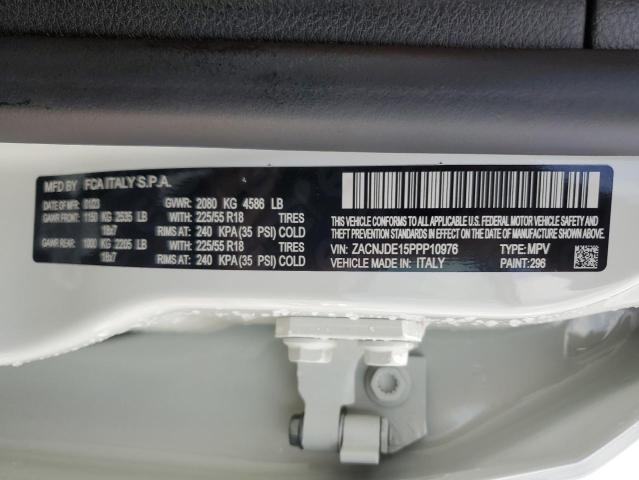 MFD BY FCA ITALY S.P.A.
DATE OF MFR: 01/23 GVWR: 2080 KG 4586 LB
GAWR FRONT: 1150 KG 2535 LB 225/55 R18 TIRES
18x7 RIMS AT: 240 KPA (35 PSI) COLD
GAWR REAR: 1000 KG 2205 LB 225/55 R18 TIRES
18x7 RIMS AT: 240 KPA (35 PSI) COLD
THIS VEHICLE CONFORMS TO ALL APPLICABLE U.S. FEDERAL
MOTOR VEHICLE SAFETY, BUMPER, AND THEFT
PREVENTION STANDARDS IN EFFECT ON THE DATE OF
MANUFACTURE SHOWN ABOVE.
VIN: ZACNJDE15PPP10976 TYPE: MPV
VEHICLE MADE IN: ITALY PAINT: 296